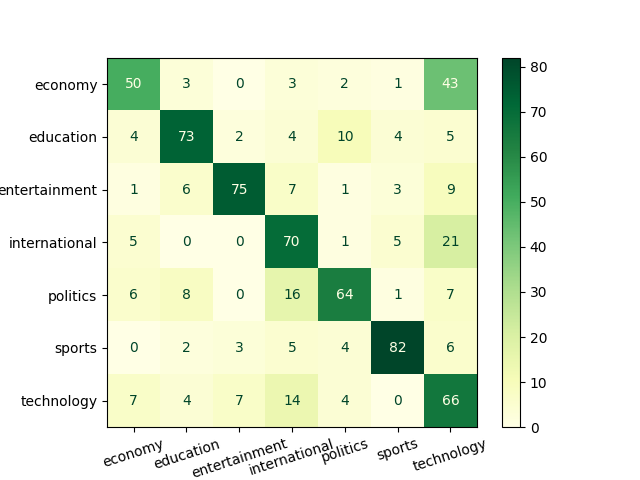 economy 50 3 0 3 2 1 43
education 4 73 2 4 10 4 5
entertainment 1 6 75 7 1 3 9
international 5 0 0 70 1 5 21
politics 6 8 0 16 64 1 7
sports 0 2 3 5 4 82 6
technology 7 4 7 14 4 0 66
economy education entertainment international politics sports technology
80
70
60
50
40
30
20
10
0